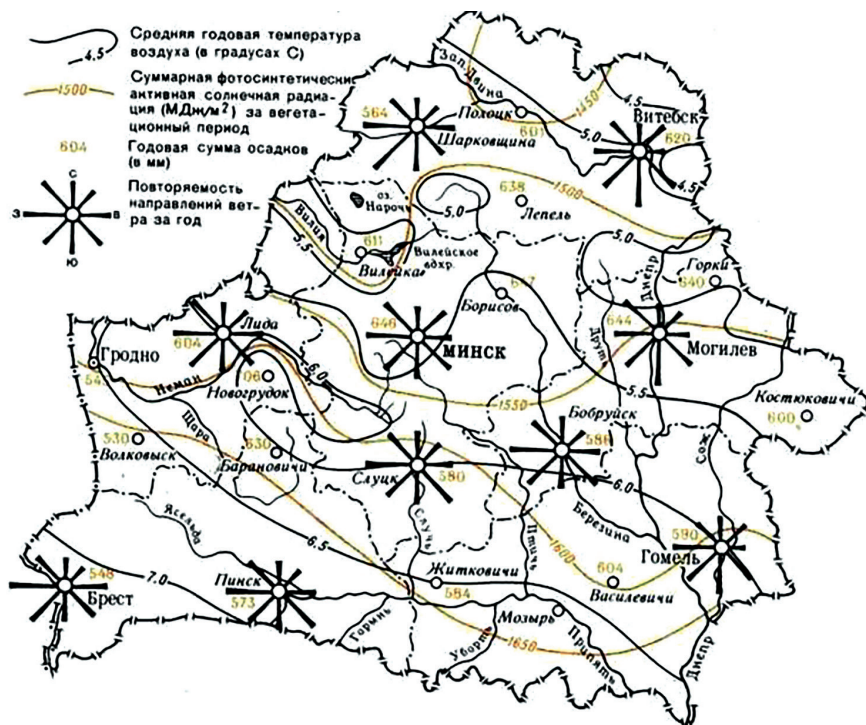 Средняя годовая температура
воздуха (в градусах С)
4.5
Суммарная фотосинтетически
активная солнечная радиа-
ция (МДж/м²) за вегета-
ционный период
1500
604
Годовая сумма осадков
(в мм)
Повторяемость
направлений вет-
ра за год
С
З
В
Ю
Зап. Двина
1450
4.5
Полоцк
601
5.0
Витебск
620
564
Шарковщина
4.5
оз.
Нарочь
5.0
638
Лепель
1500
Вилия
5.5
611
Вилейка
Вилейское
вдхр.
5.0
Горки
640
Днепр
Борисов
Лида
604
646
МИНСК
Друть
644
Могилев
Гродно
Неман
6.0
Новогрудок
1550
5.5
Костюковичи
600
Щара
530
Волковыск
630
Барановичи
Бобруйск
586
Сож
Слуцк
580
6.0
Ясельда
Случь
Птичь
Березина
590
Гомель
548
Брест
7.0
6.5
Пинск
573
Житковичи
584
1600
604
Василевичи
Мозырь
Горынь
Уборть
1650
Припять
Днепр